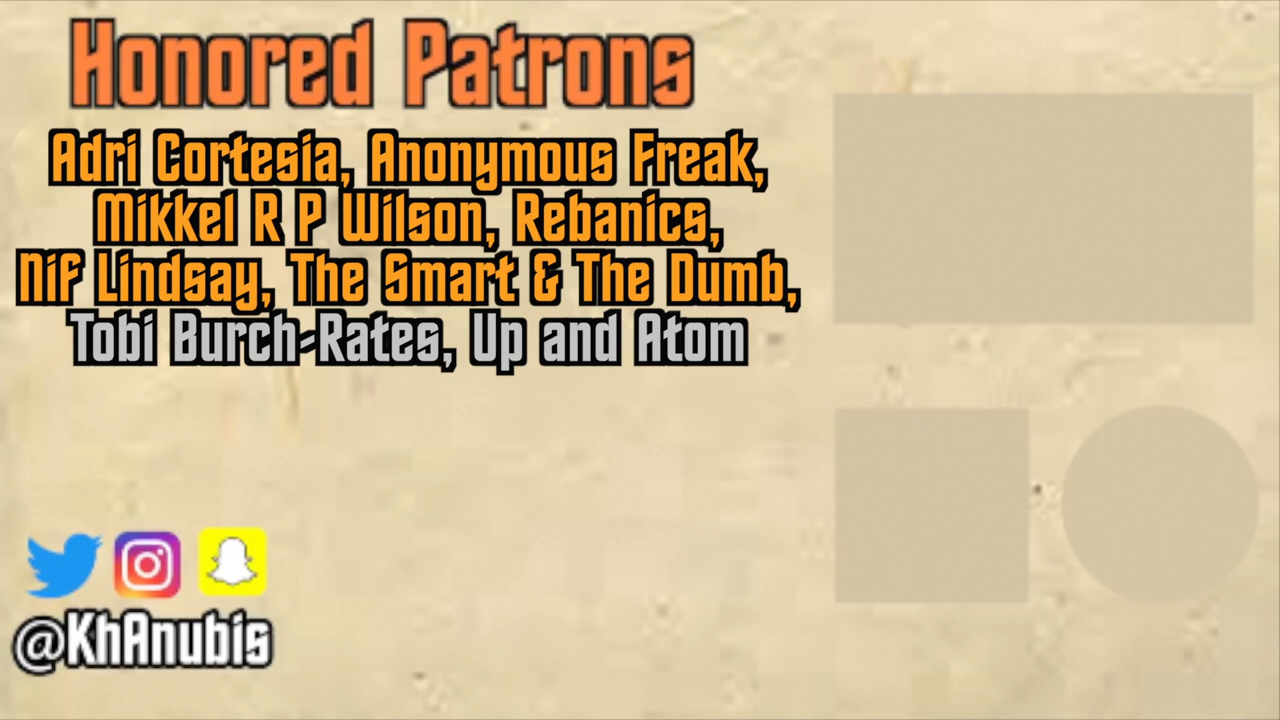 Honored Patrons
Adri Cortesia, Anonymous Freak,
Mikkel R P Wilson, Rebanics,
Nif Lindsay, The Smart & The Dumb,
Tobi Burch-Rates, Up and Atom
@KhAnubis